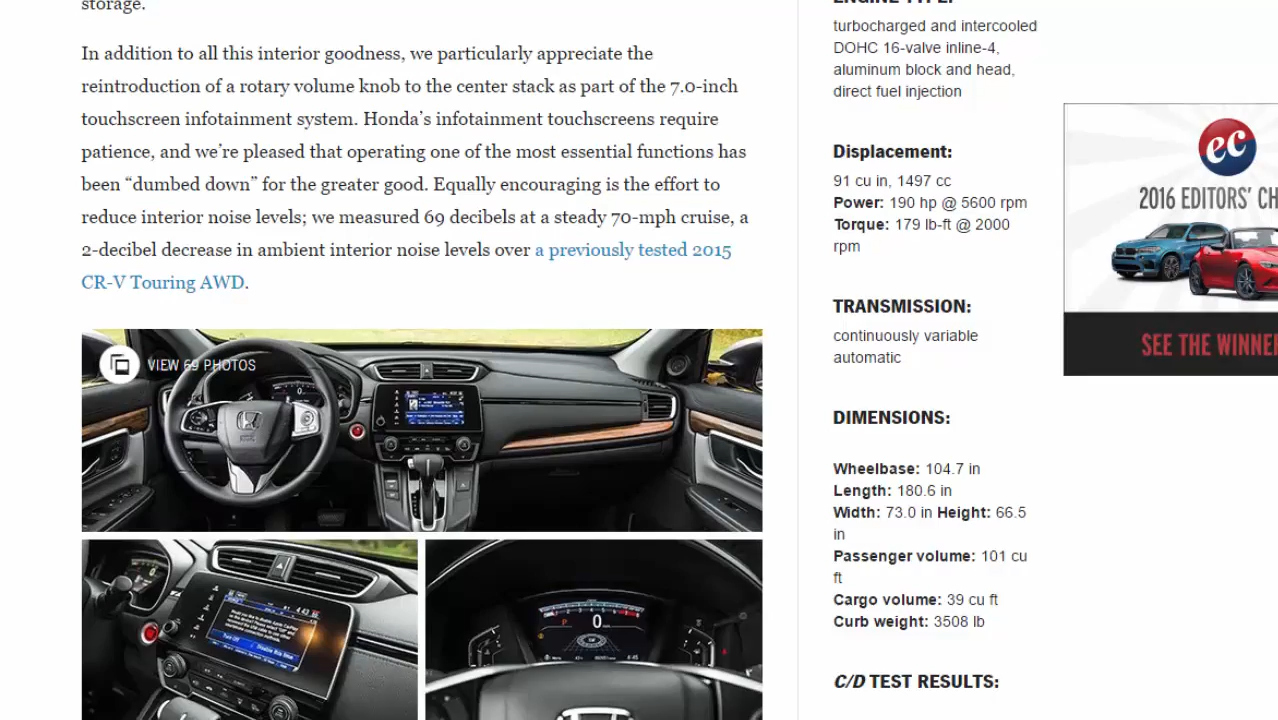 storage.
In addition to all this interior goodness, we particularly appreciate the
reintroduction of a rotary volume knob to the center stack as part of the 7.0-inch
touchscreen infotainment system. Honda’s infotainment touchscreens require
patience, and we’re pleased that operating one of the most essential functions has
been “dumbed down” for the greater good. Equally encouraging is the effort to
reduce interior noise levels; we measured 69 decibels at a steady 70-mph cruise, a
2-decibel decrease in ambient interior noise levels over a previously tested 2015
CR-V Touring AWD.
VIEW 69 PHOTOS
ENGINE TYPE:
turbocharged and intercooled
DOHC 16-valve inline-4,
aluminum block and head,
direct fuel injection
Displacement:
91 cu in, 1497 cc
Power: 190 hp @ 5600 rpm
Torque: 179 lb-ft @ 2000
rpm
TRANSMISSION:
continuously variable
automatic
DIMENSIONS:
Wheelbase: 104.7 in
Length: 180.6 in
Width: 73.0 in Height: 66.5
in
Passenger volume: 101 cu
ft
Cargo volume: 39 cu ft
Curb weight: 3508 lb
C/D TEST RESULTS:
ec
2016 EDITORS’ CH
SEE THE WINNE